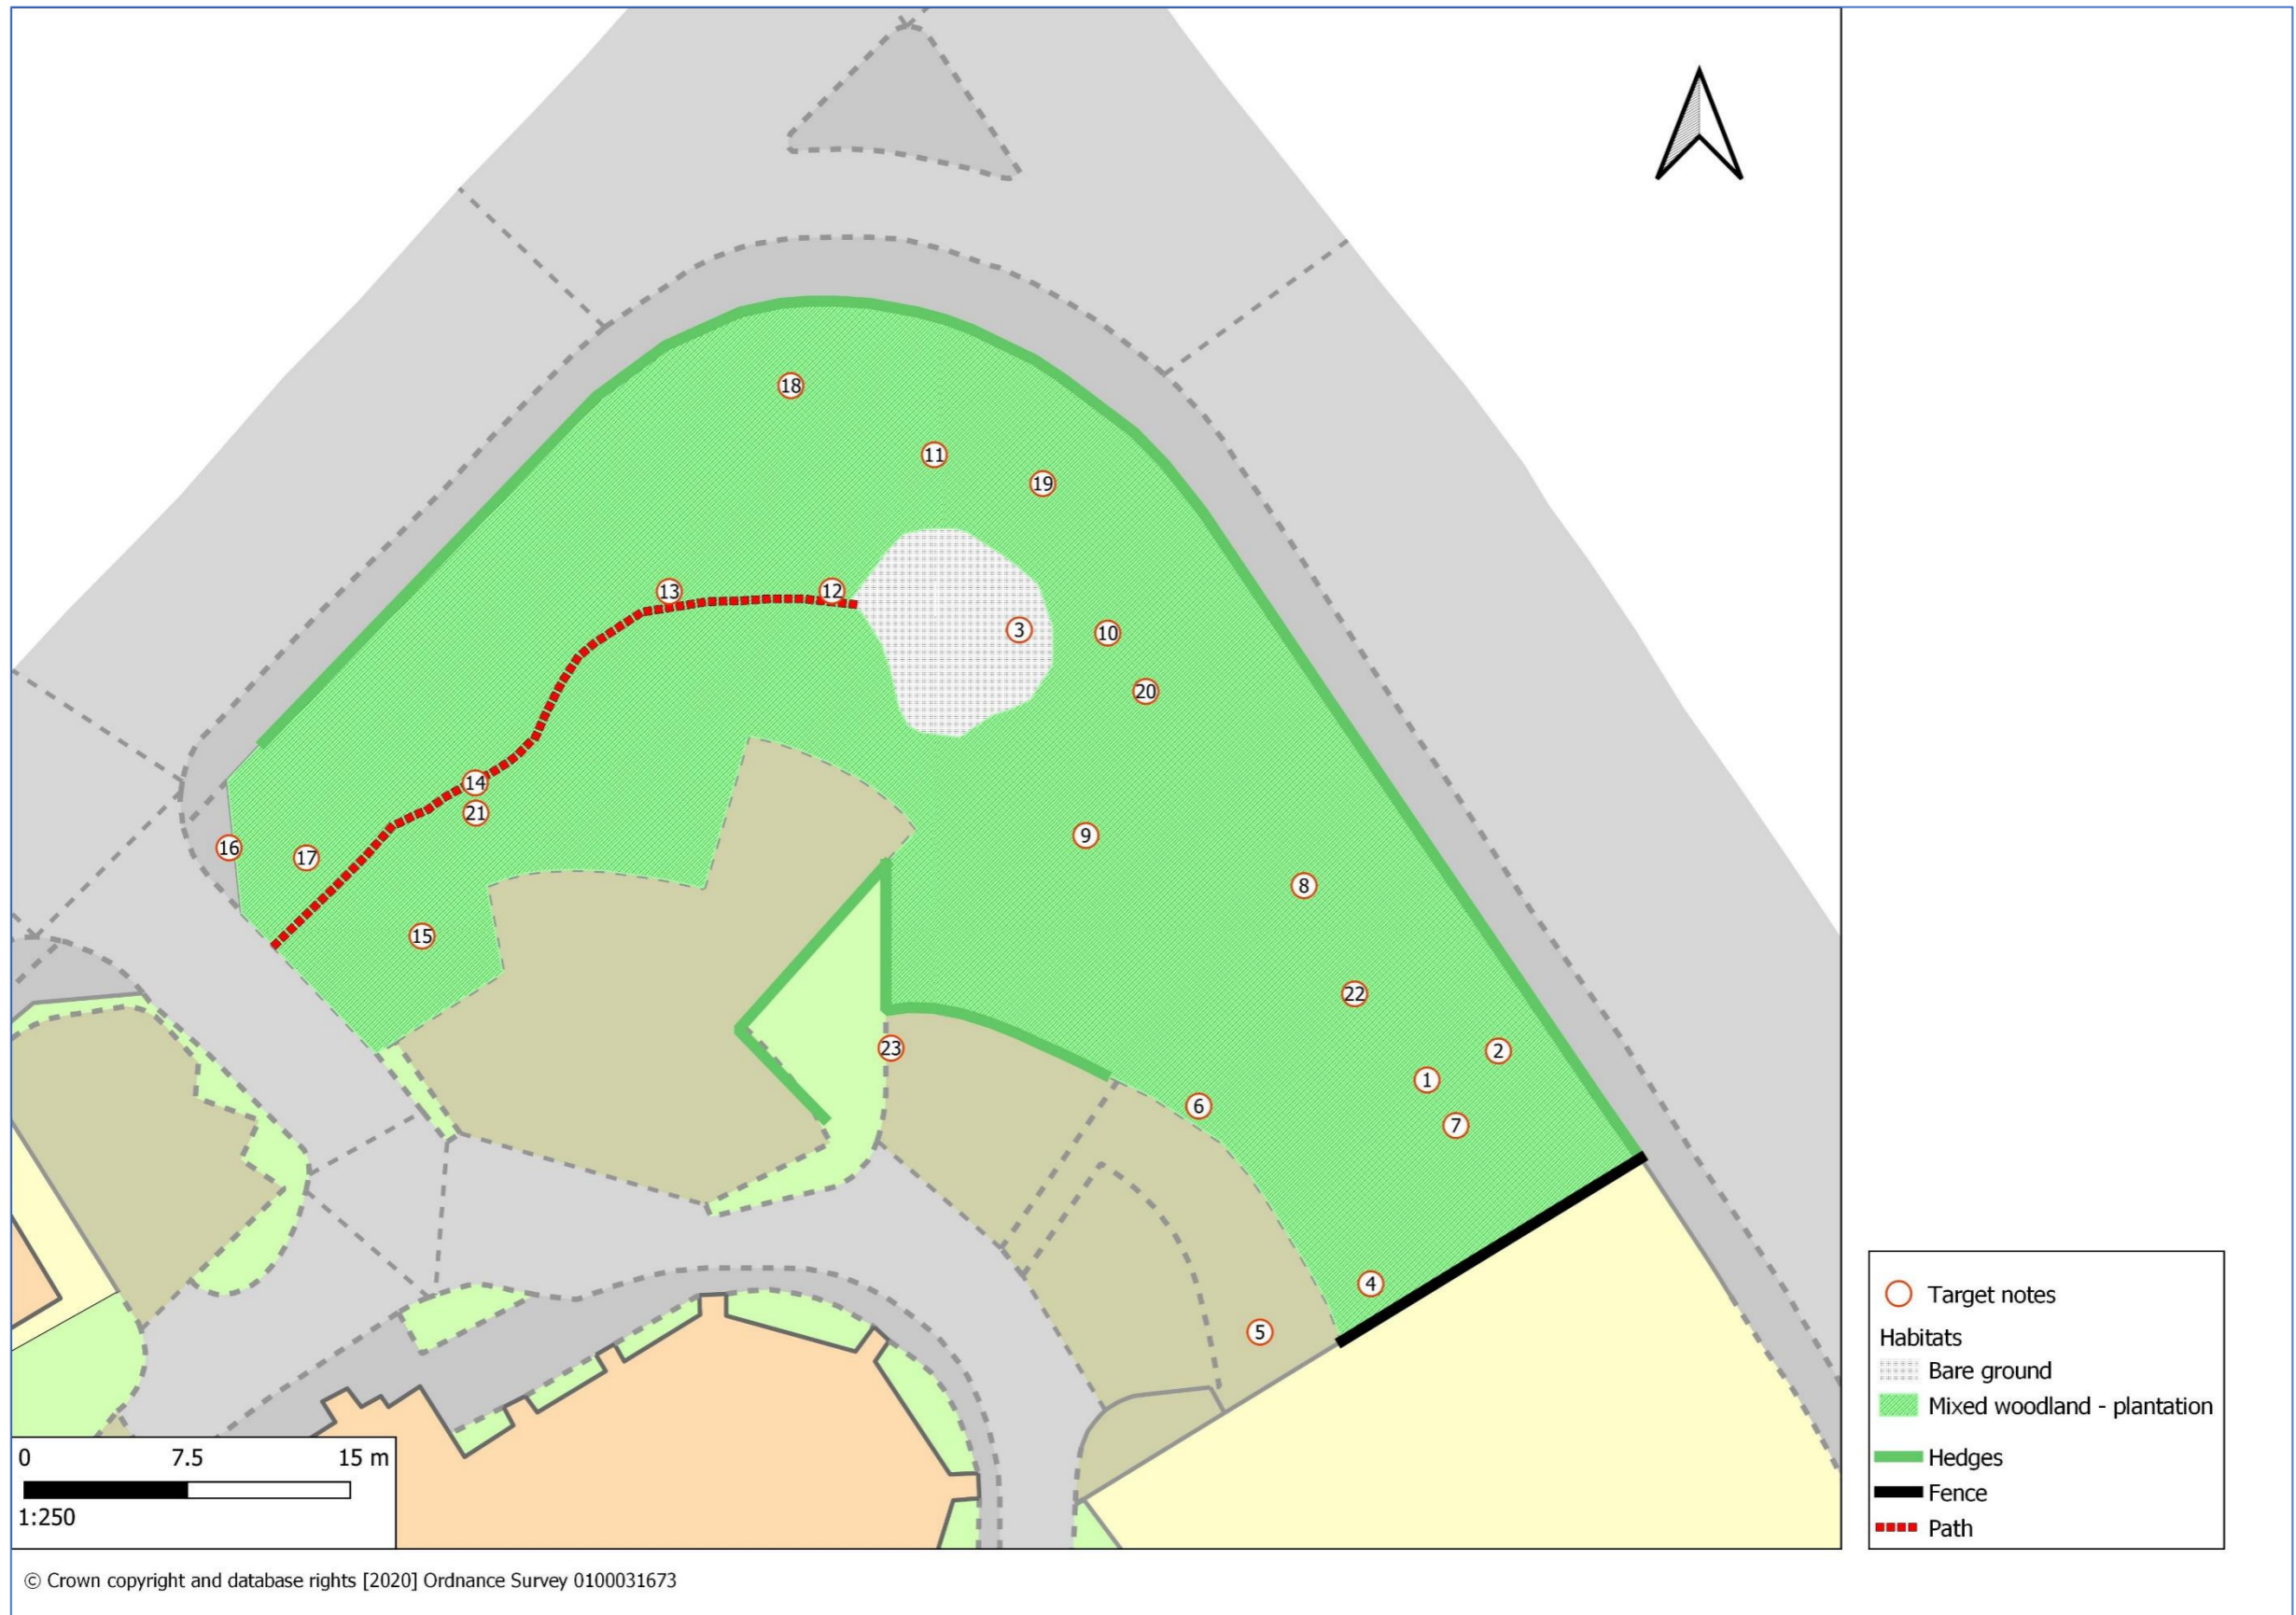 18
11
19
13
12
3
10
20
14
21
9
16
17
8
15
22
23
2
1
6
7
4
5
Target notes
Habitats
Bare ground
Mixed woodland - plantation
Hedges
Fence
Path
0 7.5 15 m
1:250
© Crown copyright and database rights [2020] Ordnance Survey 0100031673